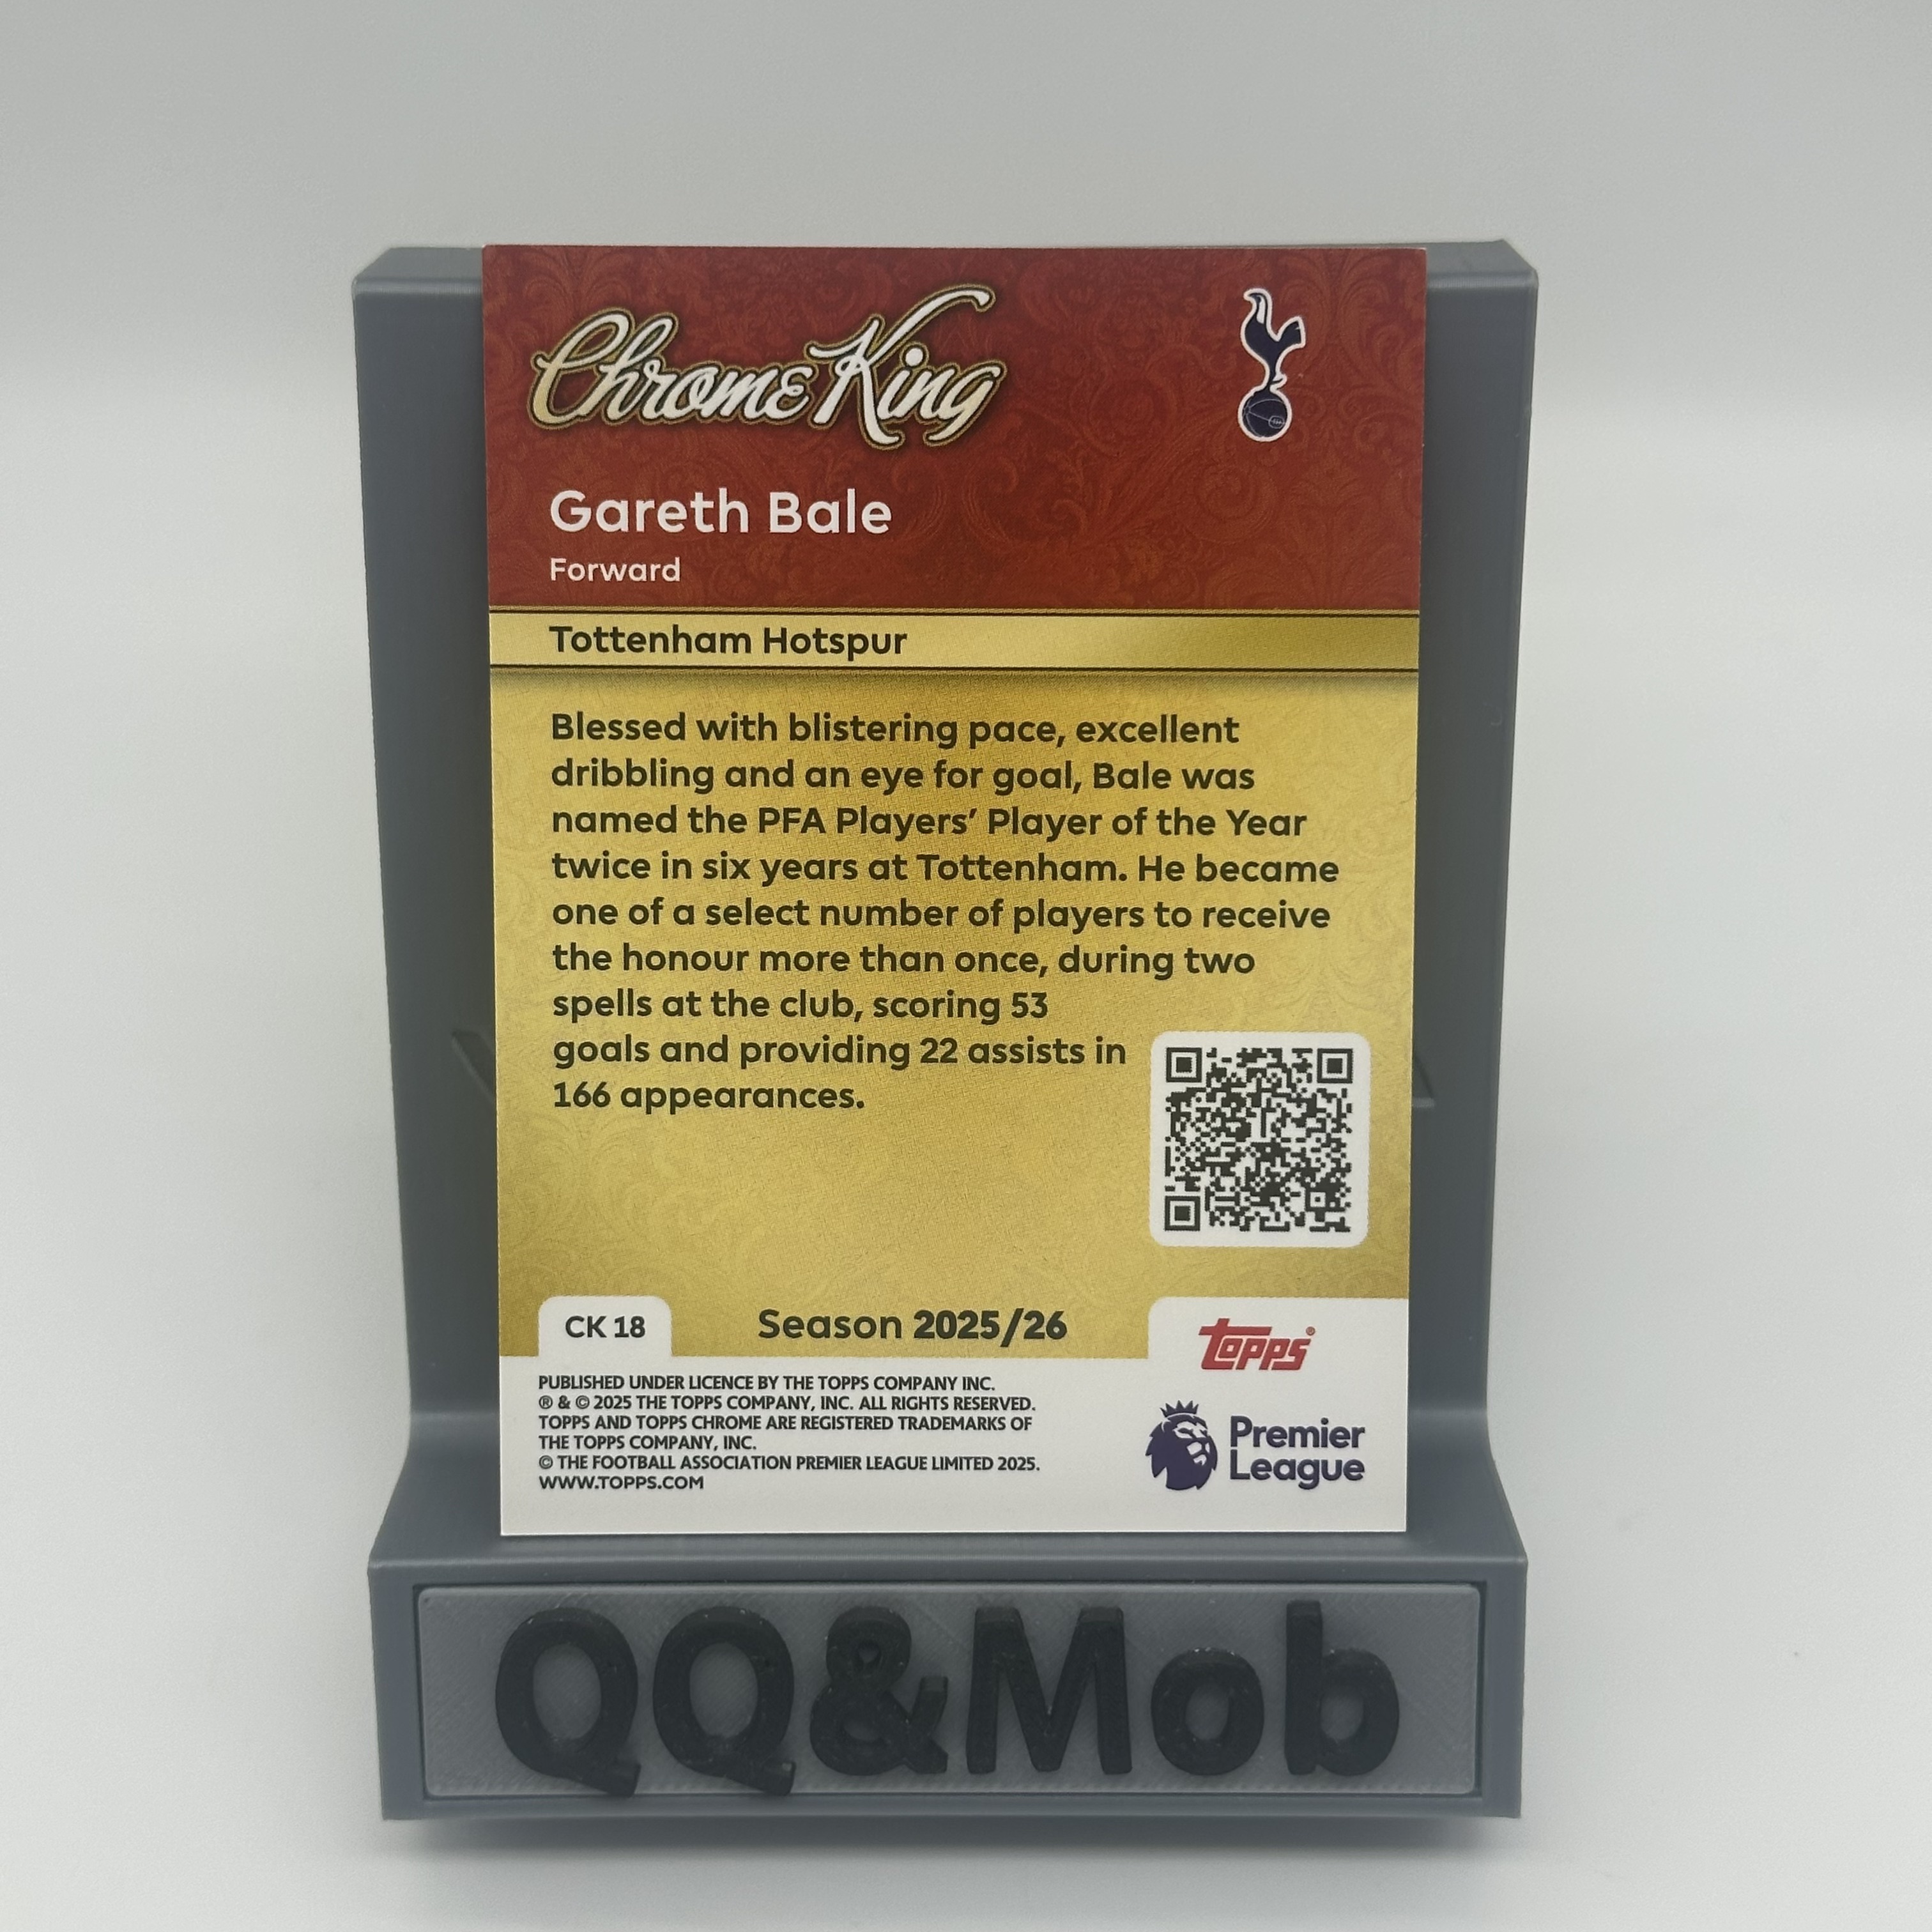 Chrome King
Gareth Bale
Forward
Tottenham Hotspur
Blessed with blistering pace, excellent
dribbling and an eye for goal, Bale was
named the PFA Players’ Player of the Year
twice in six years at Tottenham. He became
one of a select number of players to receive
the honour more than once, during two
spells at the club, scoring 53
goals and providing 22 assists in
166 appearances.
CK 18
Season 2025/26
topps®
PUBLISHED UNDER LICENCE BY THE TOPPS COMPANY INC.
® & © 2025 THE TOPPS COMPANY, INC. ALL RIGHTS RESERVED.
TOPPS AND TOPPS CHROME ARE REGISTERED TRADEMARKS OF
THE TOPPS COMPANY, INC.
© THE FOOTBALL ASSOCIATION PREMIER LEAGUE LIMITED 2025.
WWW.TOPPS.COM
Premier
League
QQ&Mob